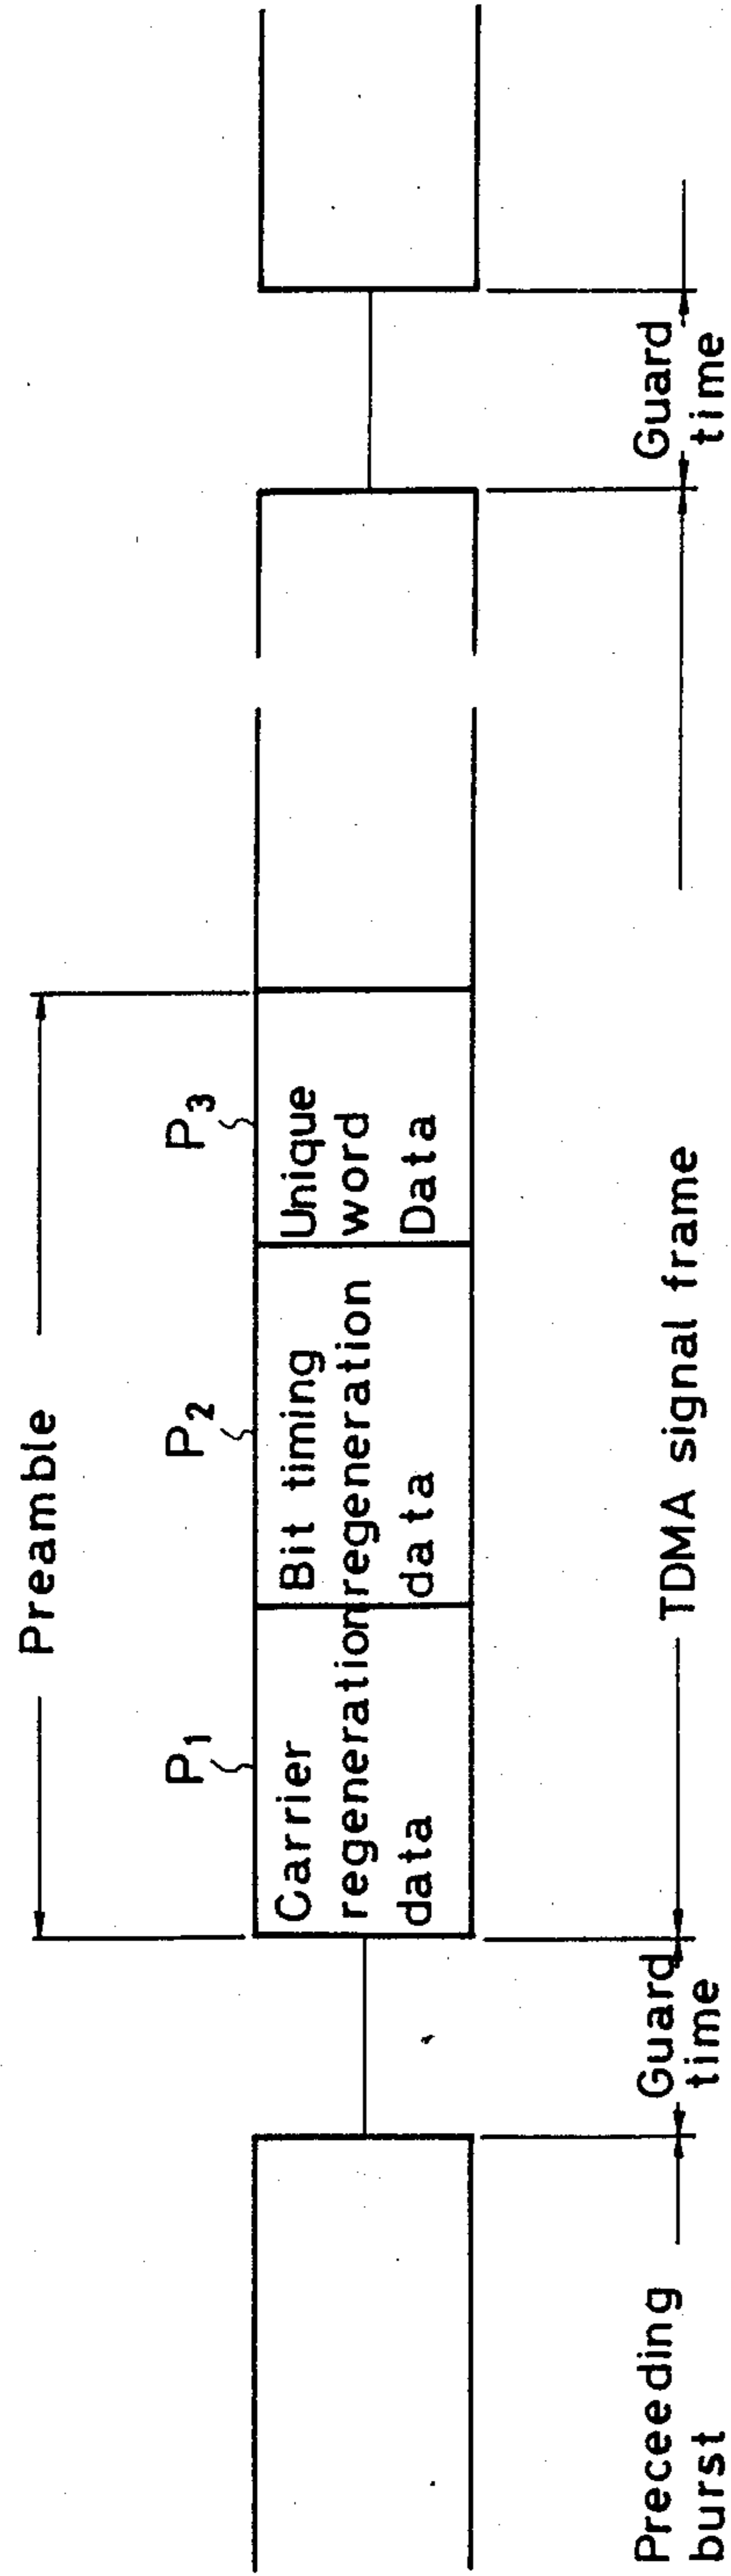 Preamble
P1
P2
P3
Carrier
regeneration
data
Bit timing
regeneration
data
Unique
word
Data
Preceeding
burst
Guard
time
TDMA signal frame
Guard
time